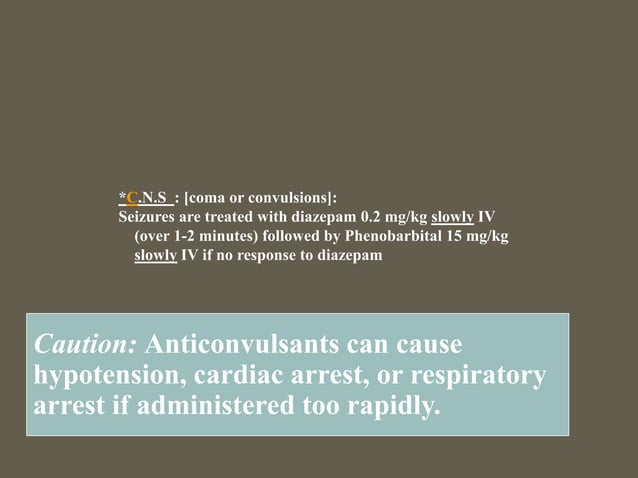 *C.N.S  : [coma or convulsions]:
Seizures are treated with diazepam 0.2 mg/kg slowly IV
(over 1-2 minutes) followed by Phenobarbital 15 mg/kg
slowly IV if no response to diazepam
Caution: Anticonvulsants can cause
hypotension, cardiac arrest, or respiratory
arrest if administered too rapidly.